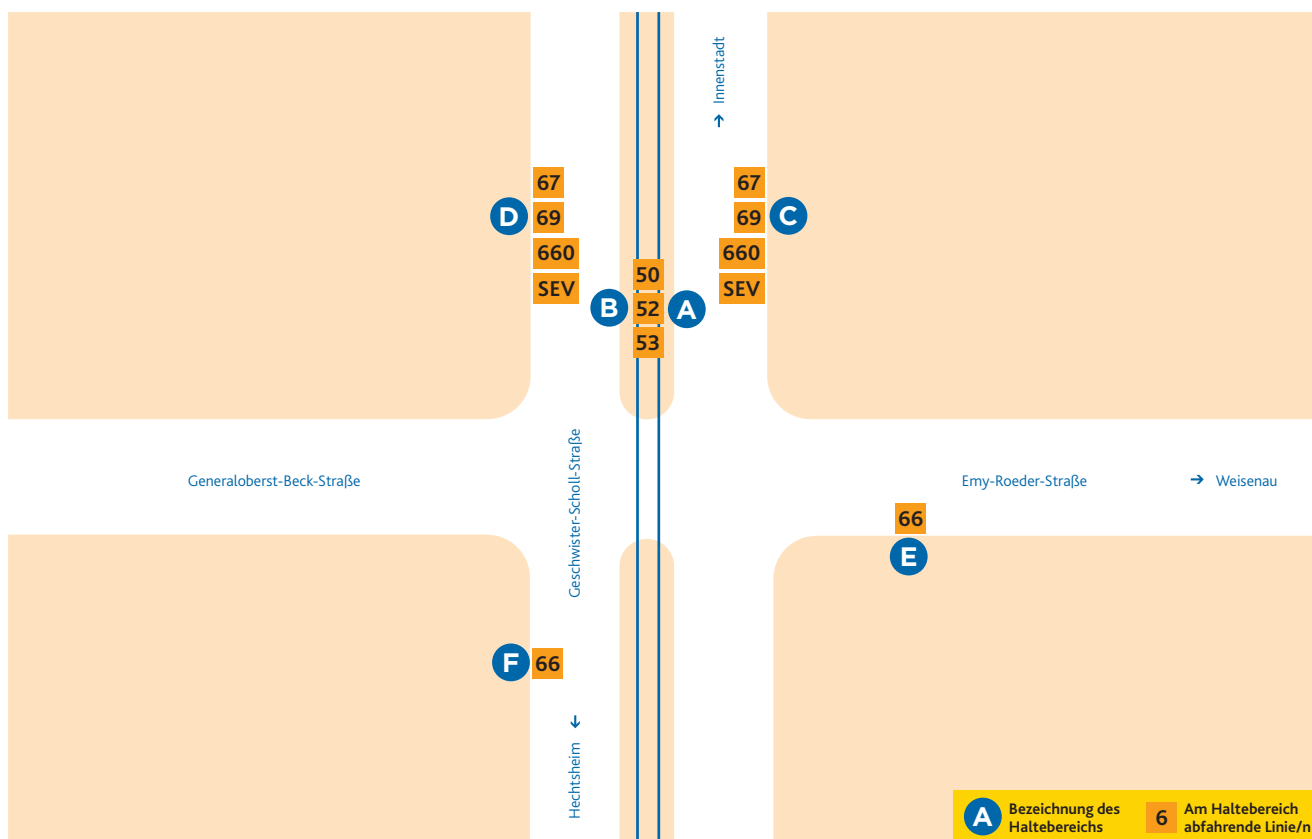 → Innenstadt
67
69
660
SEV
D
67
69
660
SEV
C
50
52
53
B
A
Generaloberst-Beck-Straße
Geschwister-Scholl-Straße
Emy-Roeder-Straße
→ Weisenau
66
E
F
66
Hechtsheim ←
A
Bezeichnung des
Haltebereichs
6
Am Haltebereich
abfahrende Linie/n